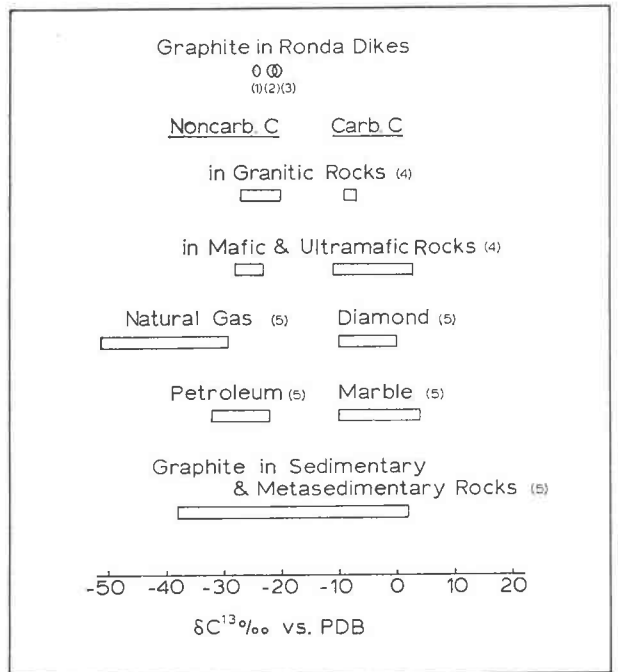 Graphite in Ronda Dikes
(1)(2)(3)
Noncarb. C Carb. C
in Granitic Rocks (4)
in Mafic & Ultramafic Rocks (4)
Natural Gas (5) Diamond (5)
Petroleum (5) Marble (5)
Graphite in Sedimentary
& Metasedimentary Rocks (5)
-50 -40 -30 -20 -10 0 10 20
δC¹³‰ vs. PDB